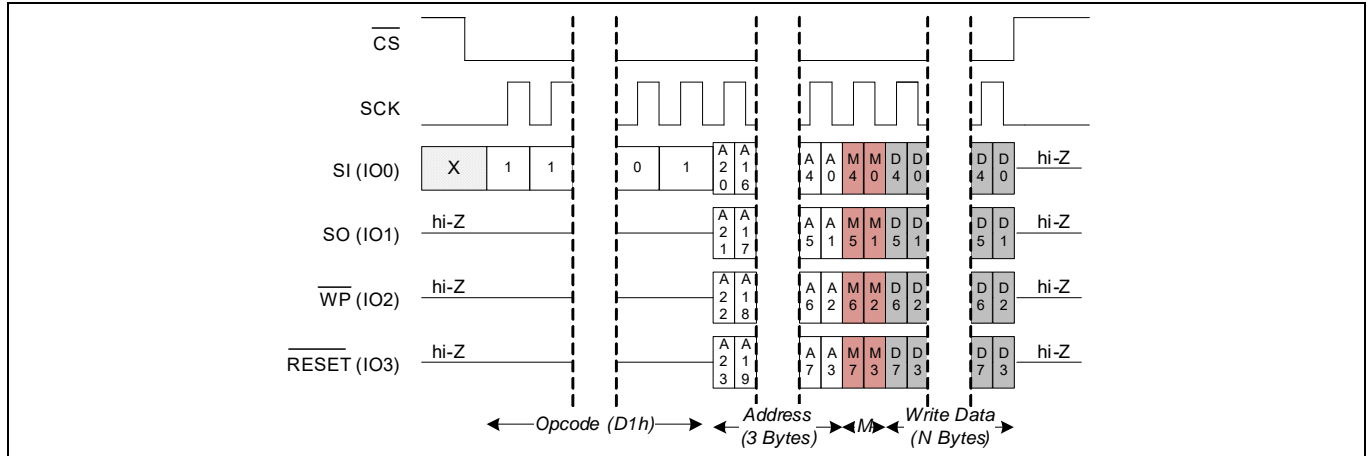 CS
SCK
SI (IO0) X 1 1 0 1 A20 A16 A4 A0 M4 M0 D4 D0 D4 D0 hi-Z
SO (IO1) hi-Z A21 A17 A5 A1 M5 M1 D5 D1 D5 D1 hi-Z
WP (IO2) hi-Z A22 A18 A6 A2 M6 M2 D6 D2 D6 D2 hi-Z
RESET (IO3) hi-Z A23 A19 A7 A3 M7 M3 D7 D3 D7 D3 hi-Z
Opcode (D1h) Address (3 Bytes) M Write Data (N Bytes)